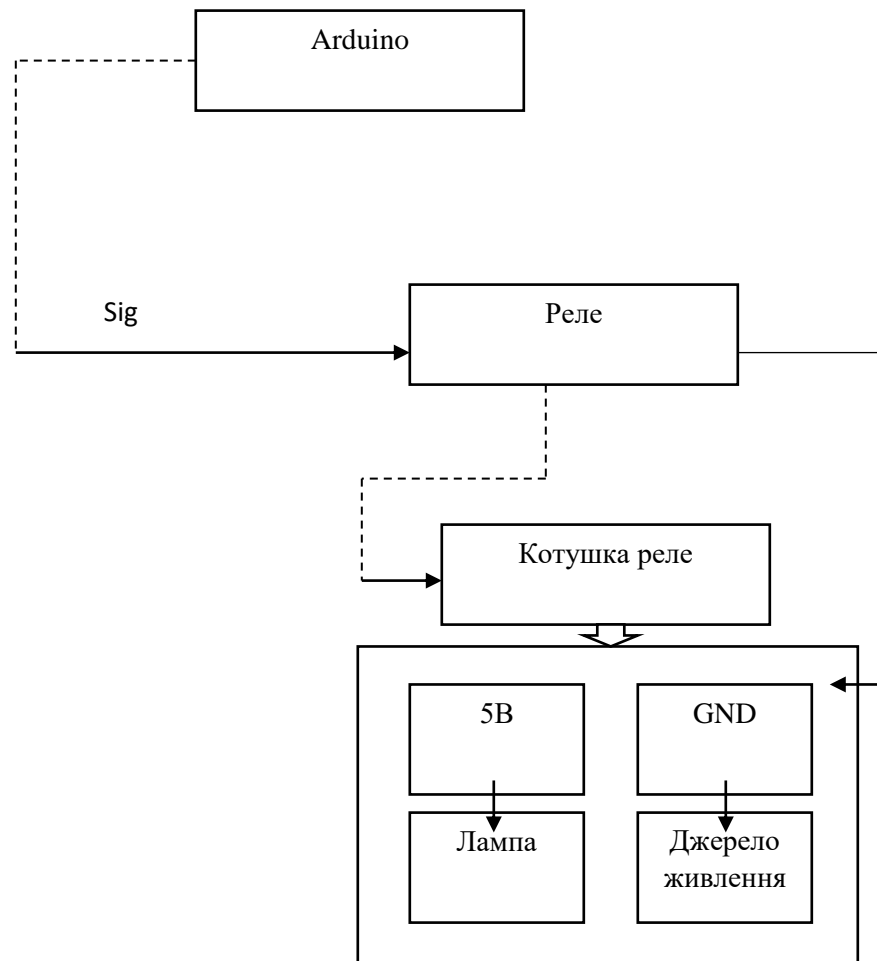 Arduino
Sig
Реле
Котушка реле
5В
GND
Лампа
Джерело
живлення